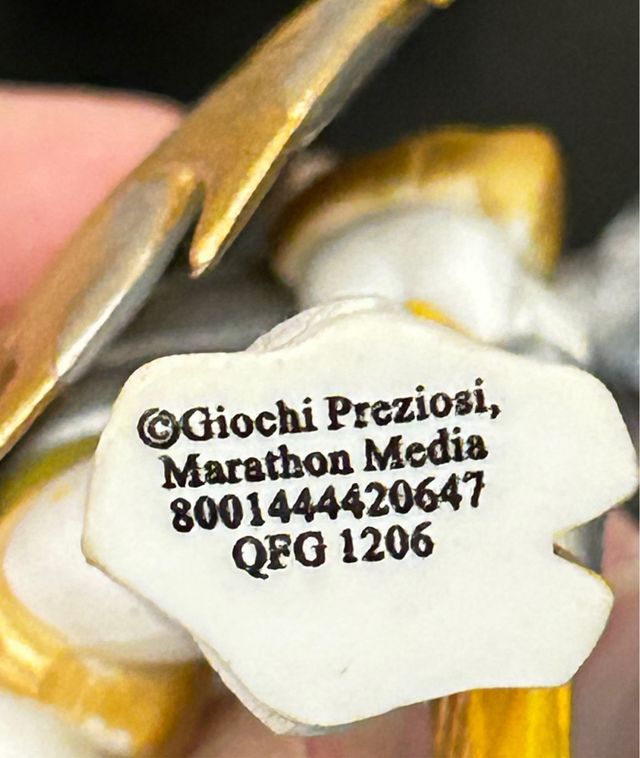 ©Giochi Preziosi,
Marathon Media
8001444420647
QFG 1206